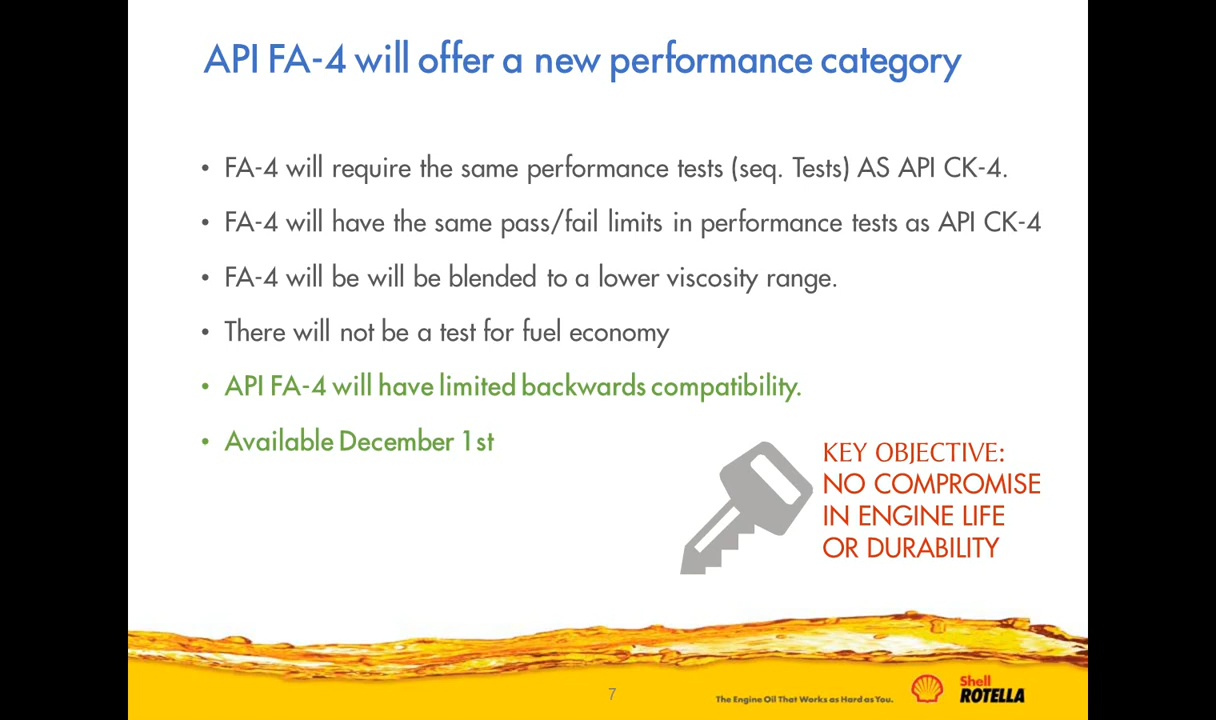 API FA-4 will offer a new performance category
• FA-4 will require the same performance tests (seq. Tests) AS API CK-4.
• FA-4 will have the same pass/fail limits in performance tests as API CK-4
• FA-4 will be will be blended to a lower viscosity range.
• There will not be a test for fuel economy
• API FA-4 will have limited backwards compatibility.
• Available December 1st
KEY OBJECTIVE:
NO COMPROMISE
IN ENGINE LIFE
OR DURABILITY
7
The Engine Oil That Works as Hard as You.
Shell
ROTELLA